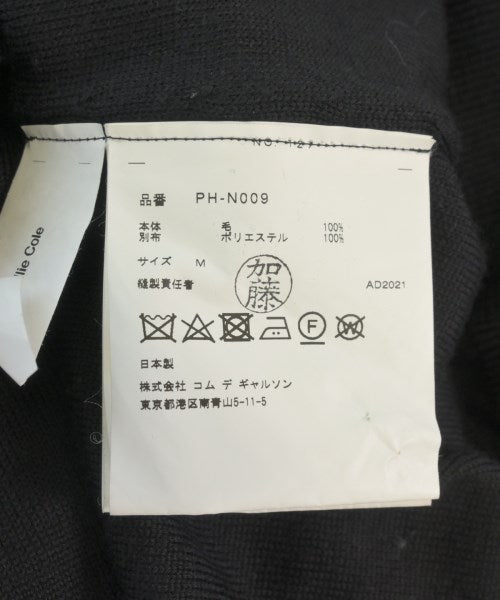 llie Cole
品番 PH-N009
本体 毛 100%
別布 ポリエステル 100%
サイズ M
加藤
縫製責任者 AD2021
F W
日本製
株式会社 コム デ ギャルソン
東京都港区南青山5-11-5